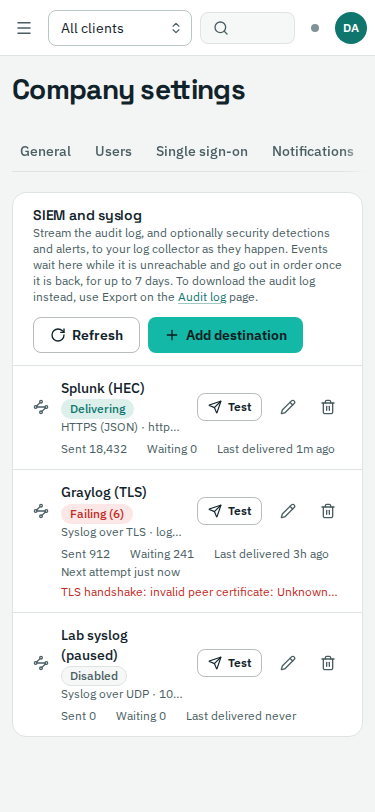 All clients
DA
Company settings
General Users Single sign-on Notifications
SIEM and syslog
Stream the audit log, and optionally security detections
and alerts, to your log collector as they happen. Events
wait here while it is unreachable and go out in order once
it is back, for up to 7 days. To download the audit log
instead, use Export on the Audit log page.
Refresh Add destination
Splunk (HEC)
Delivering
HTTPS (JSON) · http...
Test
Sent 18,432 Waiting 0 Last delivered 1m ago
Graylog (TLS)
Failing (6)
Syslog over TLS · log...
Test
Sent 912 Waiting 241 Last delivered 3h ago
Next attempt just now
TLS handshake: invalid peer certificate: Unknown...
Lab syslog
(paused)
Disabled
Syslog over UDP · 10...
Test
Sent 0 Waiting 0 Last delivered never